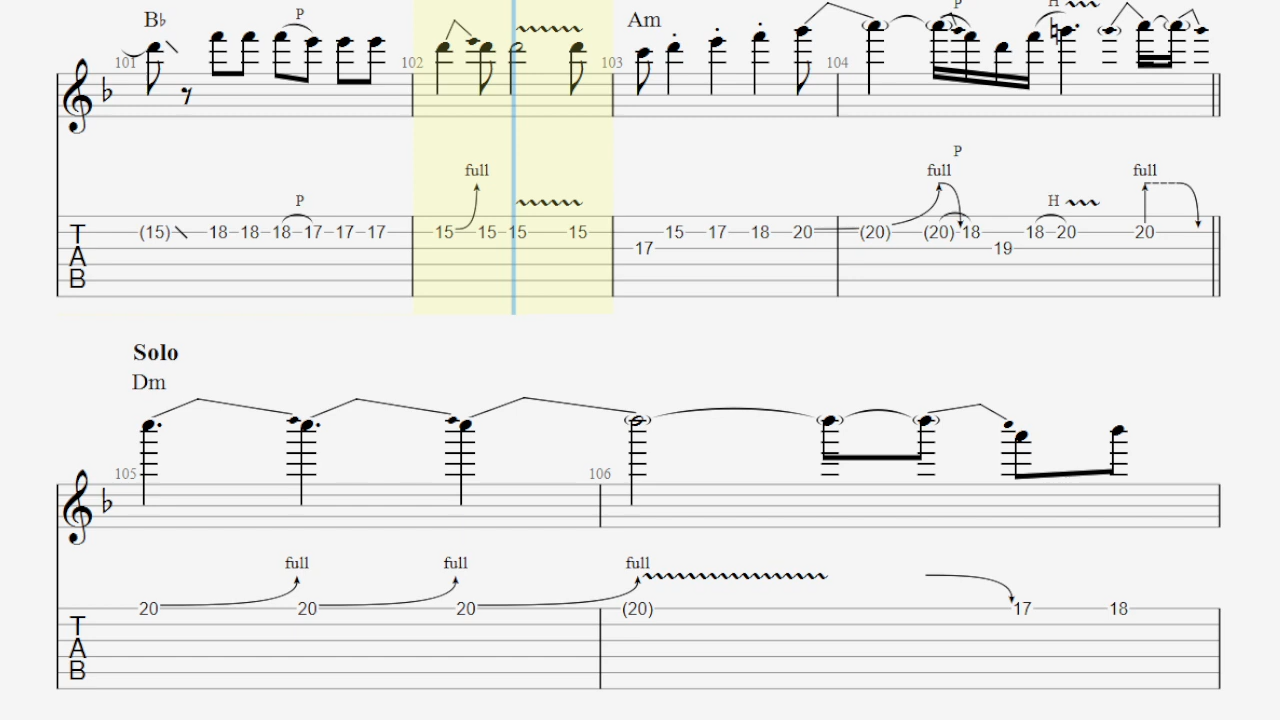 B♭ P Am P H
101 102 103 104
P
full full full
P H
T (15) 18 18 18 17 17 17 15 15 15 15 15 17 18 20 (20) (20) 18 18 20 20
A 17 19
B
Solo
Dm
105 106
full full full
20 20 20 (20) 17 18
T
A
B